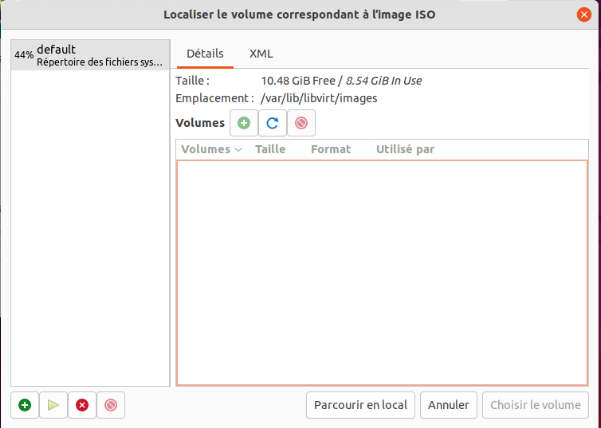 Localiser le volume correspondant à l'image ISO
44% default
Répertoire des fichiers sys...
Détails XML
Taille : 10.48 GiB Free / 8.54 GiB In Use
Emplacement : /var/lib/libvirt/images
Volumes
Volumes Taille Format Utilisé par
Parcourir en local Annuler Choisir le volume